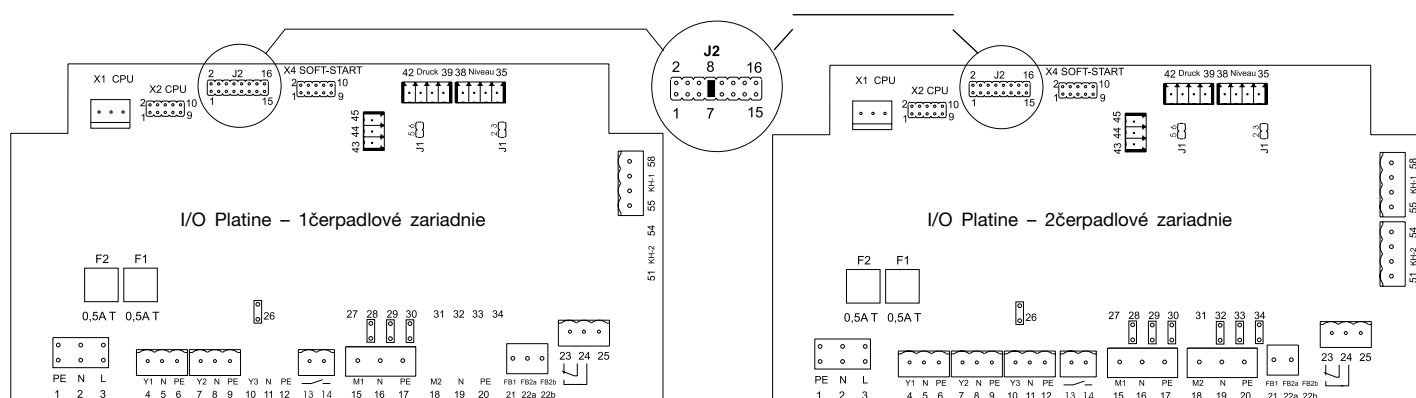 J2
2 8 16
1 7 15
X1 CPU
X2 CPU
2 10
1 9
2 J2 16
1 15
X4 SOFT-START
2 10
1 9
42 Druck 39 38 Niveau 35
43 44 45
5,6
J1
2,3
J1
58
KH-1
55
54
KH-2
51
I/O Platine – 1čerpadlové zariadnie
F2 F1
0,5A T 0,5A T
26
27 28 29 30 31 32 33 34
23 24 25
PE N L Y1 N PE Y2 N PE Y3 N PE M1 N PE M2 N PE FB1 FB2a FB2b
1 2 3 4 5 6 7 8 9 10 11 12 13 14 15 16 17 18 19 20 21 22a 22b
X1 CPU
X2 CPU
2 10
1 9
2 J2 16
1 15
X4 SOFT-START
2 10
1 9
42 Druck 39 38 Niveau 35
43 44 45
5,6
J1
2,3
J1
58
KH-1
55
54
KH-2
51
I/O Platine – 2čerpadlové zariadnie
F2 F1
0,5A T 0,5A T
26
27 28 29 30 31 32 33 34
23 24 25
PE N L Y1 N PE Y2 N PE Y3 N PE M1 N PE M2 N PE FB1 FB2a FB2b
1 2 3 4 5 6 7 8 9 10 11 12 13 14 15 16 17 18 19 20 21 22a 22b